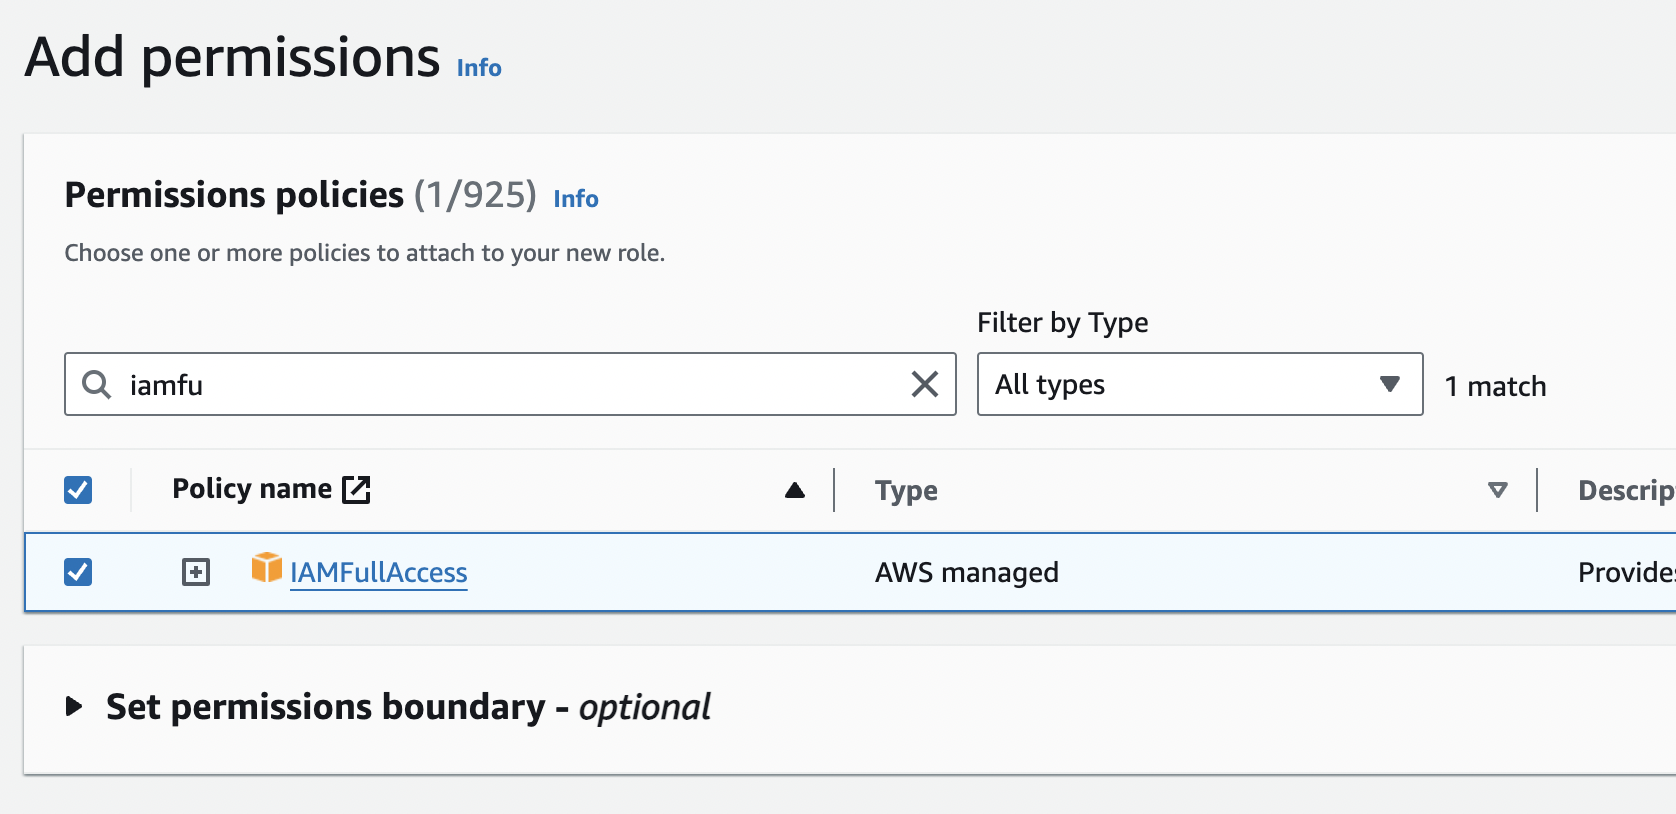 Add permissions Info
Permissions policies (1/925) Info
Choose one or more policies to attach to your new role.
Filter by Type
iamfu All types 1 match
Policy name Type Descrip
IAMFullAccess AWS managed Provides
Set permissions boundary - optional